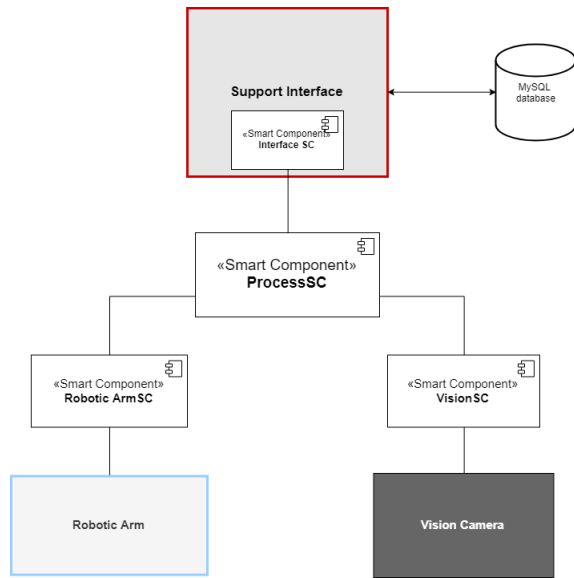 Support Interface
«Smart Component»
Interface SC
MySQL
database
«Smart Component»
ProcessSC
«Smart Component»
Robotic ArmSC
«Smart Component»
VisionSC
Robotic Arm
Vision Camera